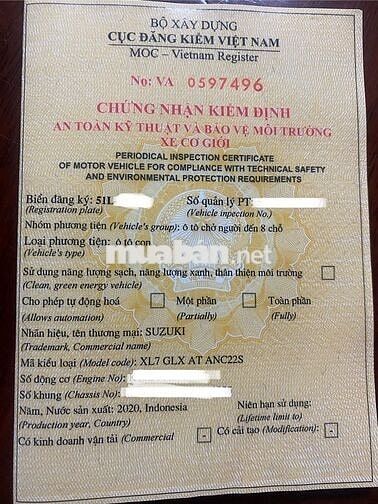 BỘ XÂY DỰNG
CỤC ĐĂNG KIỂM VIỆT NAM
MOC – Vietnam Register
No: VA 0597496
CHỨNG NHẬN KIỂM ĐỊNH
AN TOÀN KỸ THUẬT VÀ BẢO VỆ MÔI TRƯỜNG
XE CƠ GIỚI
PERIODICAL INSPECTION CERTIFICATE
OF MOTOR VEHICLE FOR COMPLIANCE WITH TECHNICAL SAFETY
AND ENVIRONMENTAL PROTECTION REQUIREMENTS
Biển đăng ký: 51L Số quản lý PT:
(Registration plate) (Vehicle inpection No.)
Nhóm phương tiện (Vehicle's group): ô tô chở người đến 8 chỗ
Loại phương tiện: ô tô con
(Vehicle's type)
muaban.net
Sử dụng năng lượng sạch, năng lượng xanh, thân thiện môi trường
(Clean, green energy vehicle)
Cho phép tự động hoá Một phần Toàn phần
(Allows automation) (Partially) (Fully)
Nhãn hiệu, tên thương mại: SUZUKI
(Trademark, Commercial name)
Mã kiểu loại (Model code): XL7 GLX AT ANC22S
Số động cơ (Engine No):
Số khung (Chassis No):
Năm, Nước sản xuất: 2020, Indonesia Niên hạn sử dụng:
(Production year, Country) (Lifetime limit to)
Có kinh doanh vận tải (Commercial - Có cải tạo (Modification): -